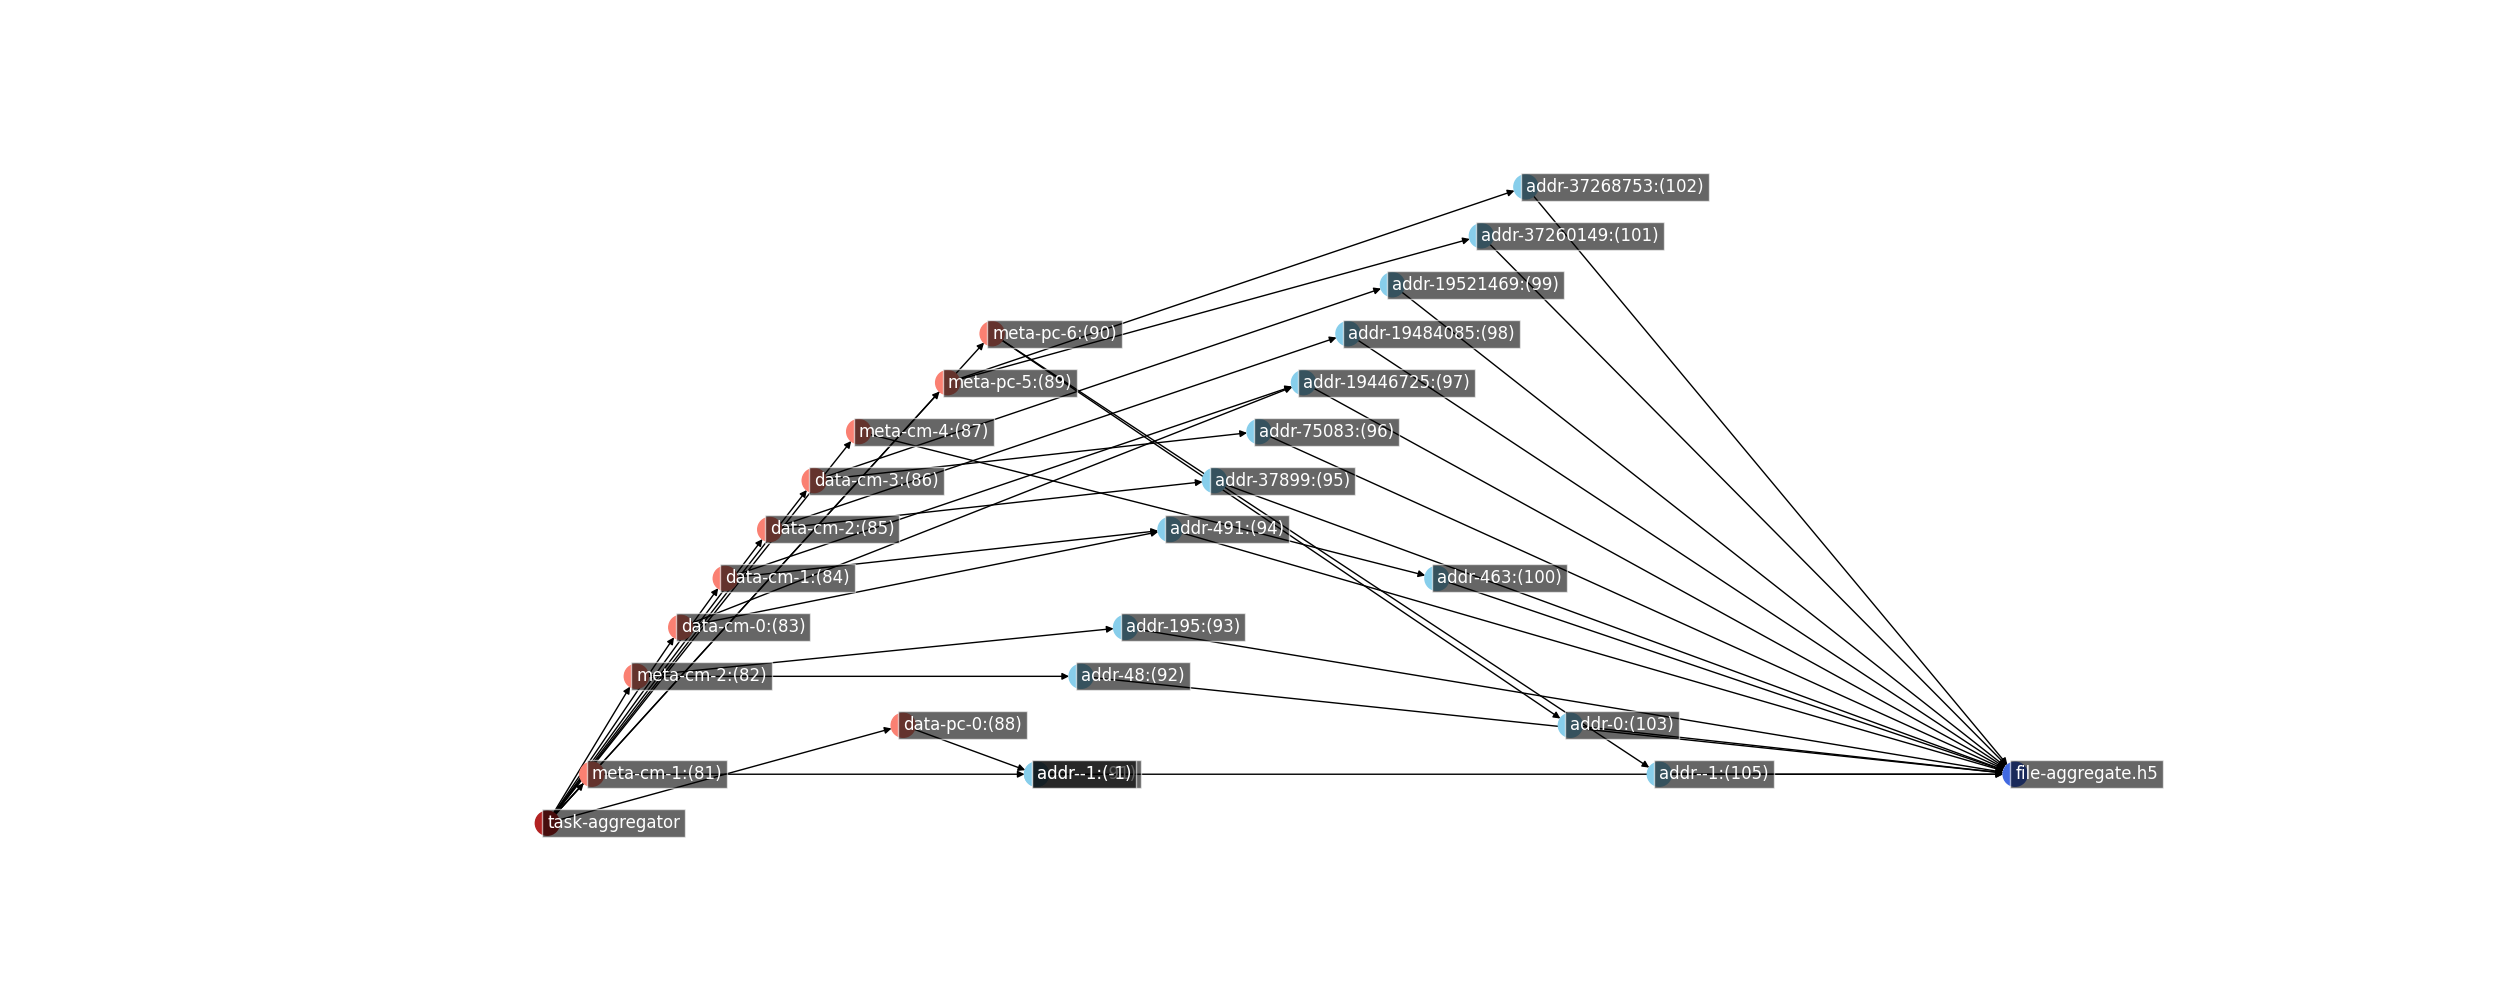 addr-37268753:(102)
addr-37260149:(101)
addr-19521469:(99)
meta-pc-6:(90)
addr-19484085:(98)
meta-pc-5:(89)
addr-19446725:(97)
meta-cm-4:(87)
addr-75083:(96)
data-cm-3:(86)
addr-37899:(95)
data-cm-2:(85)
addr-491:(94)
data-cm-1:(84)
addr-463:(100)
data-cm-0:(83)
addr-195:(93)
meta-cm-2:(82)
addr-48:(92)
data-pc-0:(88)
addr-0:(103)
meta-cm-1:(81)
addr--1:(-1)
addr--1:(105)
file-aggregate.h5
task-aggregator